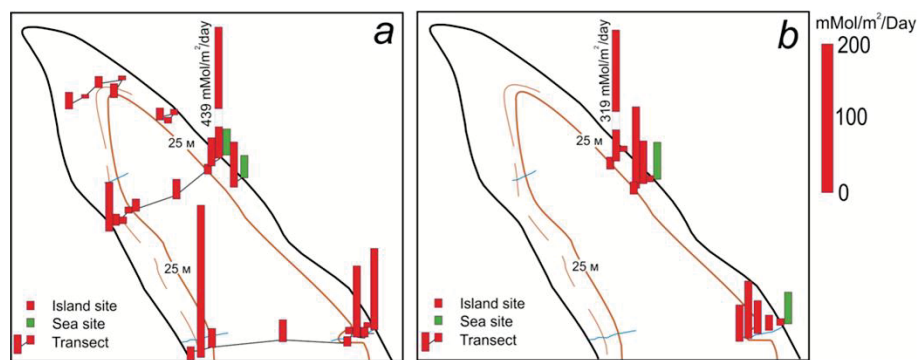 a
439 mMol/m²/day
25 м
25 м
Island site
Sea site
Transect
b
319 mMol/m²/day
25 м
25 м
Island site
Sea site
Transect
mMol/m²/Day
200
100
0